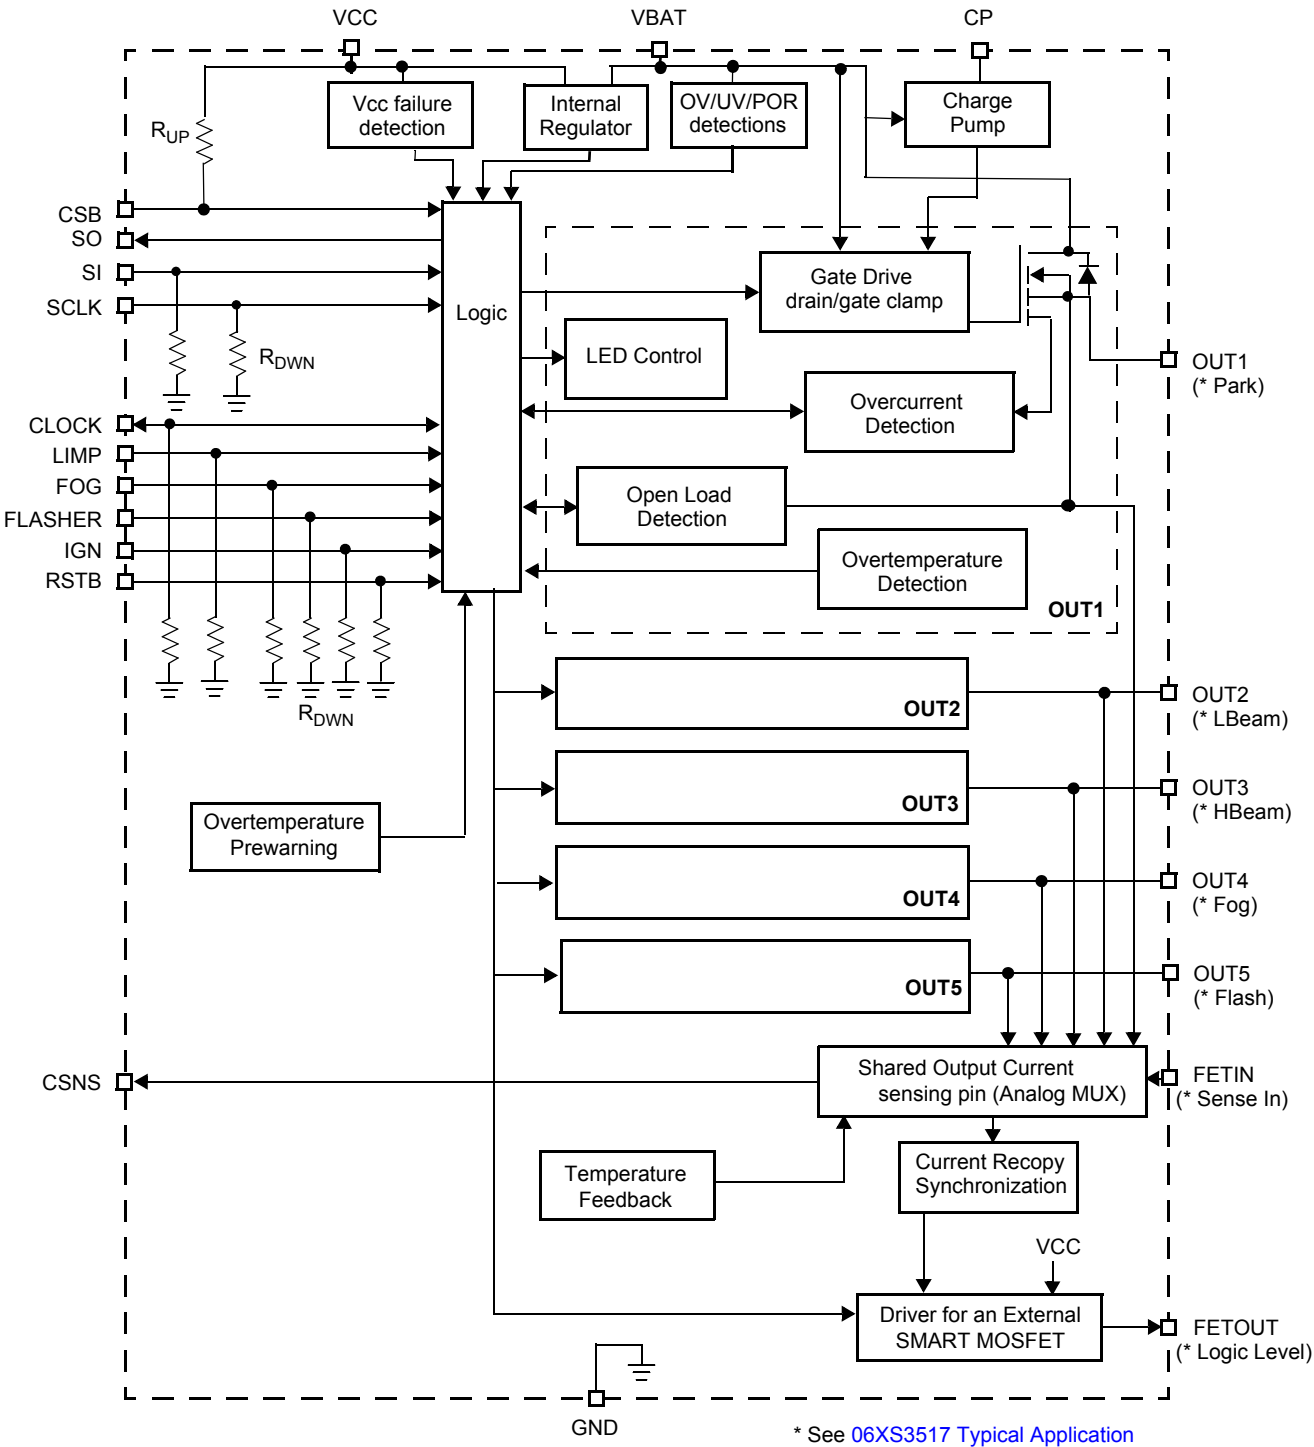 VCC
VBAT
CP
Vcc failure
detection
Internal
Regulator
OV/UV/POR
detections
Charge
Pump
RUP
CSB
SO
SI
SCLK
RDWN
Logic
Gate Drive
drain/gate clamp
LED Control
Overcurrent
Detection
Open Load
Detection
Overtemperature
Detection
OUT1
OUT1
(* Park)
CLOCK
LIMP
FOG
FLASHER
IGN
RSTB
RDWN
OUT2
OUT2
(* LBeam)
OUT3
OUT3
(* HBeam)
Overtemperature
Prewarning
OUT4
OUT4
(* Fog)
OUT5
OUT5
(* Flash)
CSNS
Shared Output Current
sensing pin (Analog MUX)
FETIN
(* Sense In)
Temperature
Feedback
Current Recopy
Synchronization
VCC
Driver for an External
SMART MOSFET
FETOUT
(* Logic Level)
GND
* See 06XS3517 Typical Application